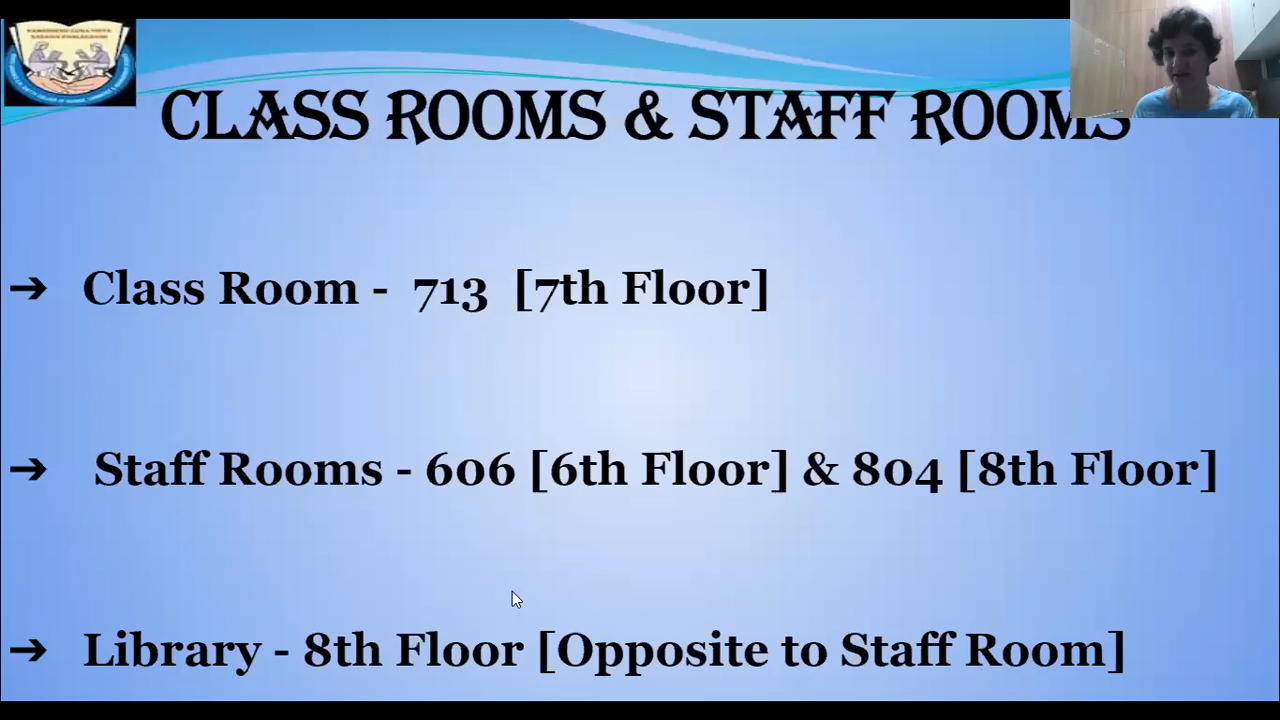 CLASS ROOMS & STAFF ROOMS
➔ Class Room - 713 [7th Floor]
➔ Staff Rooms - 606 [6th Floor] & 804 [8th Floor]
➔ Library - 8th Floor [Opposite to Staff Room]